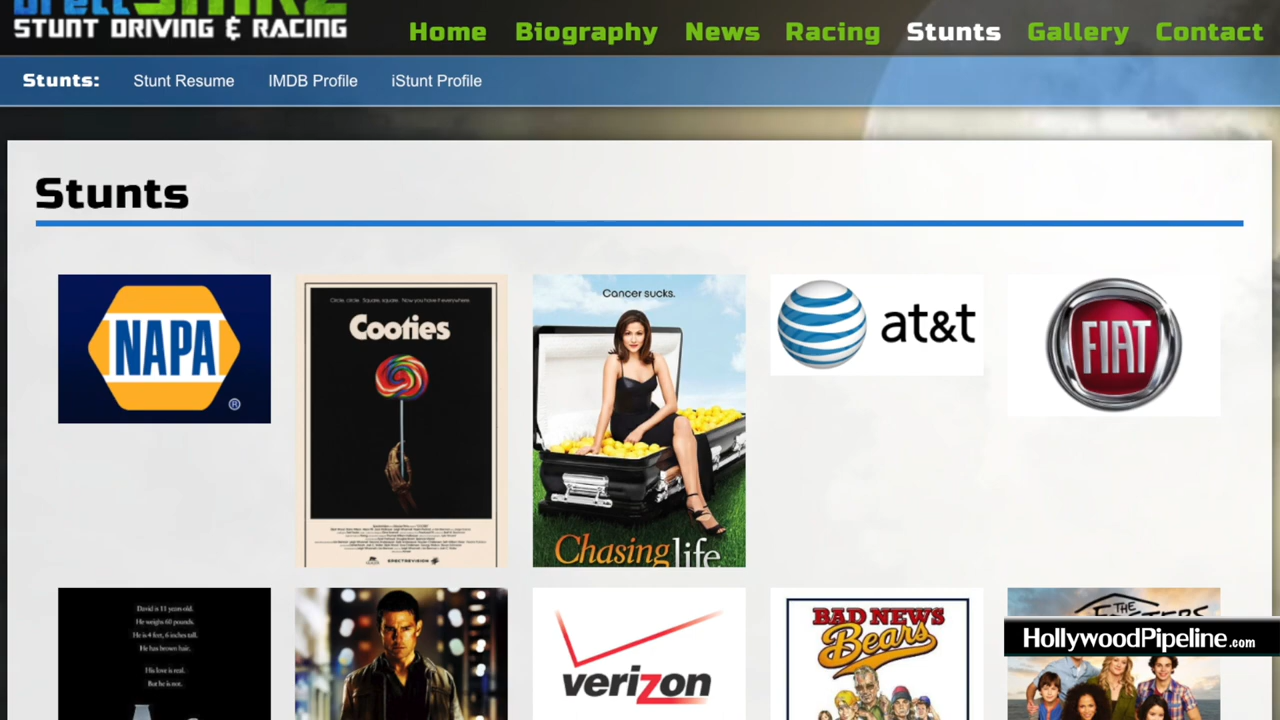 STUNT DRIVING & RACING
Home Biography News Racing Stunts Gallery Contact
Stunts: Stunt Resume IMDB Profile iStunt Profile
Stunts
NAPA
®
Circle, circle. Square, square. Now you have it everywhere.
Cooties
SPECTREVISION
Cancer sucks.
Chasing life
at&t
FIAT
David is 11 years old.
He weighs 60 pounds.
He is 4 feet, 6 inches tall.
He has brown hair.
His love is real.
But he is not.
verizon
BAD NEWS
Bears
THE
HollywoodPipeline.com